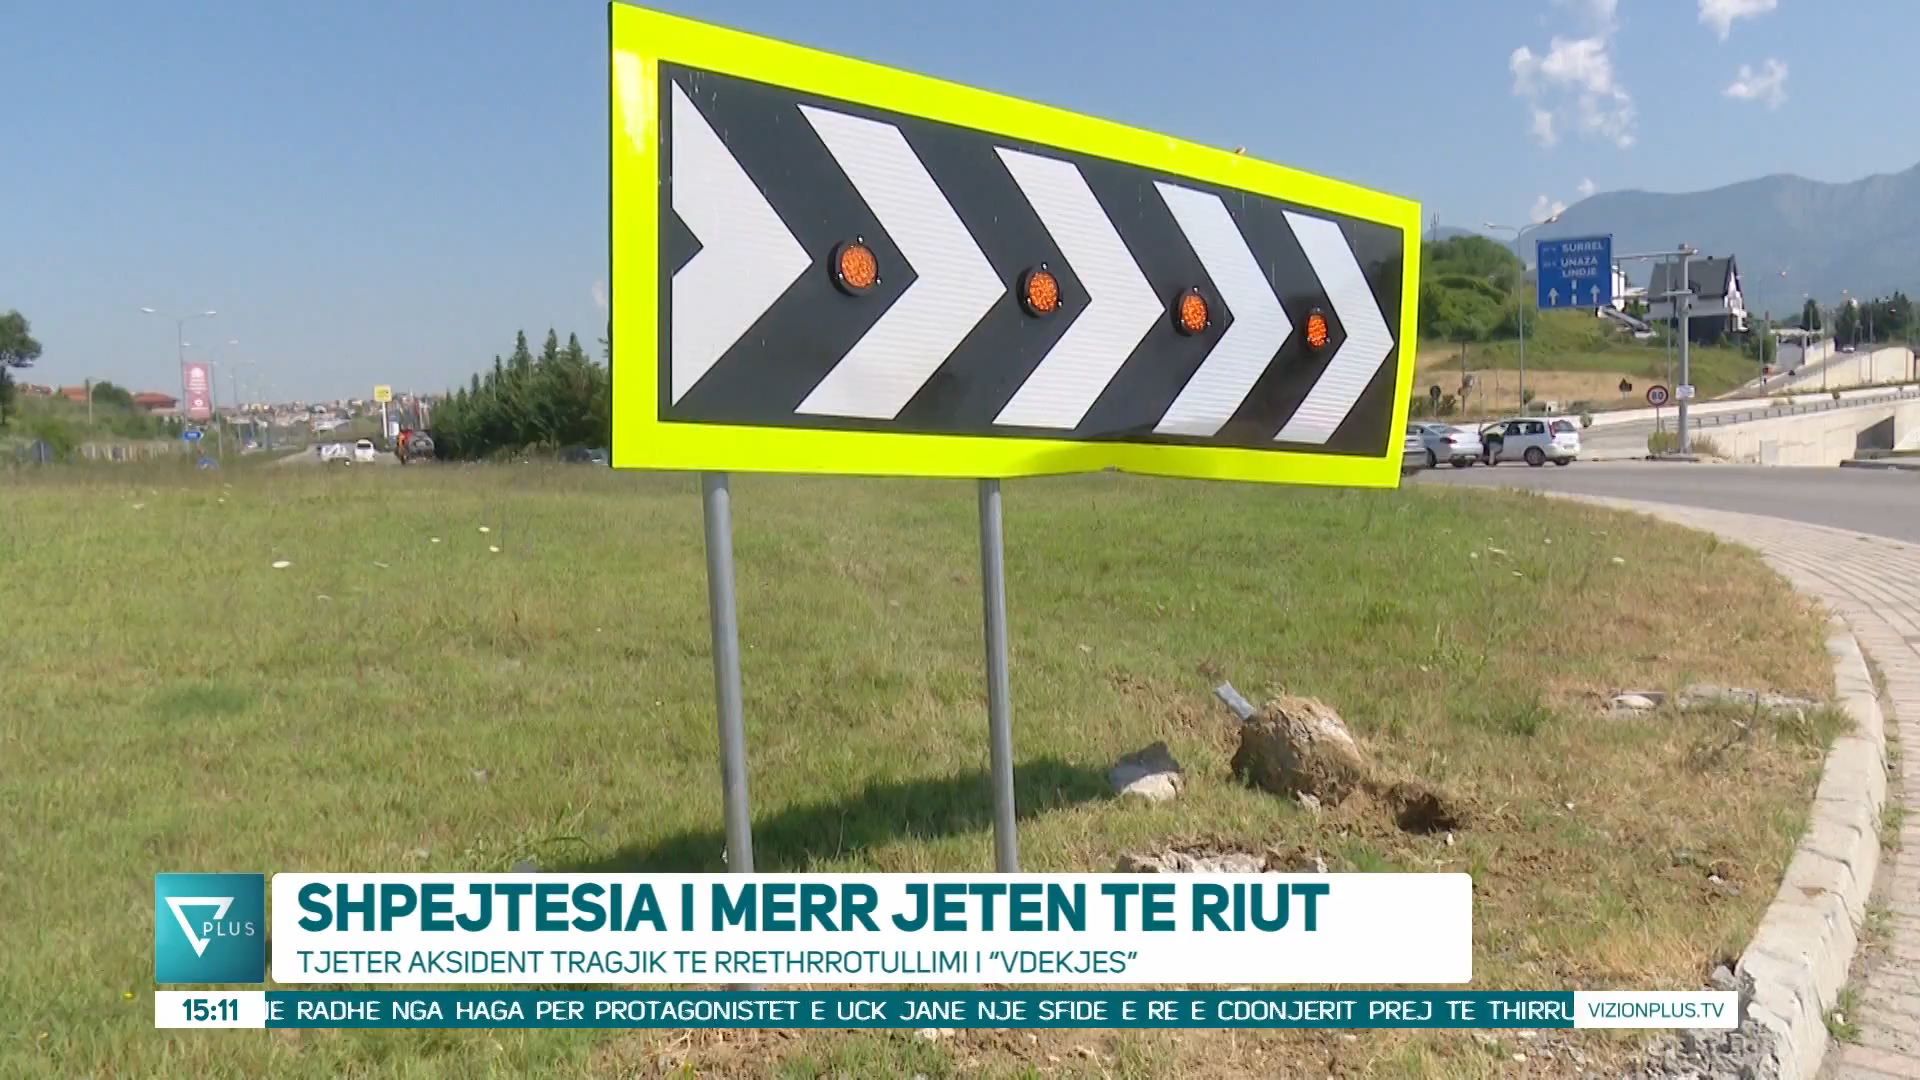 SURREL
UNAZA
LINDJE
80
PLUS
SHPEJTESIA I MERR JETEN TE RIUT
TJETER AKSIDENT TRAGJIK TE RRETHRROTULLIMI I “VDEKJES”
15:11
RADHE NGA HAGA PER PROTAGONISTET E UCK JANE NJE SFIDE E RE E CDONJERIT PREJ TE THIRRU
VIZIONPLUS.TV